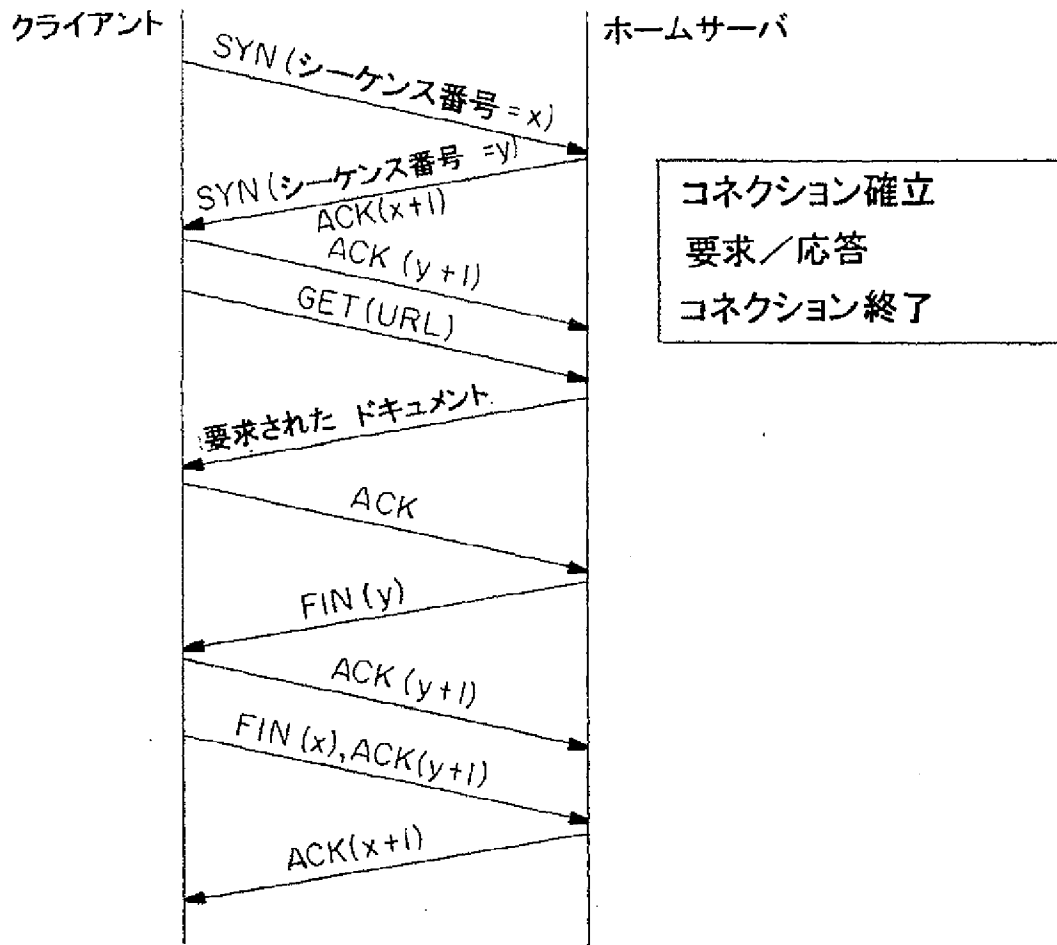 クライアント
ホームサーバ
SYN (シーケンス番号 = x)
SYN (シーケンス番号 =y)
ACK(x+1)
ACK (y+1)
GET(URL)
要求された ドキュメント
ACK
FIN (y)
ACK (y+1)
FIN (x), ACK(y+1)
ACK(x+1)
コネクション確立
要求/応答
コネクション終了